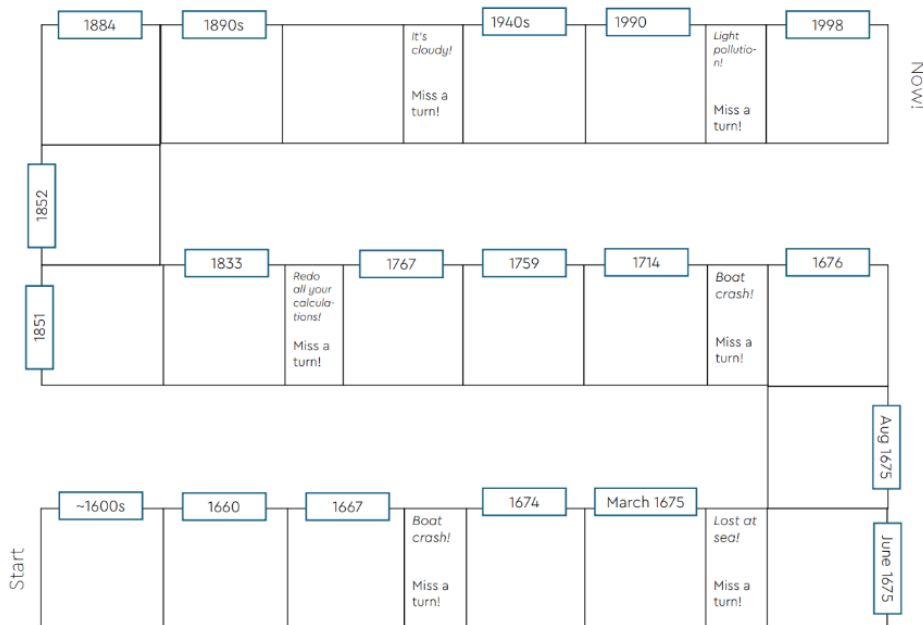 1884
1890s
It's
cloudy!
Miss a
turn!
1940s
1990
Light
pollutio-
n!
Miss a
turn!
1998
Now!
1852
1851
1833
Redo
all your
calcula-
tions!
Miss a
turn!
1767
1759
1714
Boat
crash!
Miss a
turn!
1676
Aug 1675
Start
~1600s
1660
1667
Boat
crash!
Miss a
turn!
1674
March 1675
Lost at
sea!
Miss a
turn!
June 1675